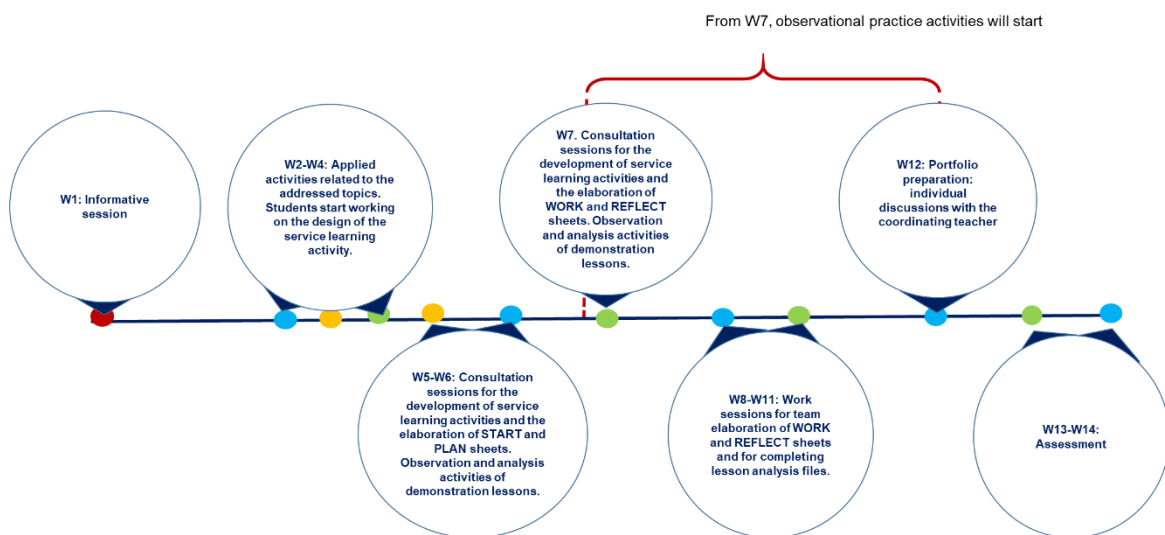 From W7, observational practice activities will start
W1: Informative
session
W2-W4: Applied
activities related to the
addressed topics.
Students start working
on the design of the
service learning
activity.
W7. Consultation
sessions for the
development of service
learning activities and
the elaboration of
WORK and REFLECT
sheets. Observation
and analysis activities
of demonstration
lessons.
W12: Portfolio
preparation:
individual
discussions with the
coordinating teacher
W5-W6: Consultation
sessions for the
development of service
learning activities and the
elaboration of START and
PLAN sheets.
Observation and analysis
activities of
demonstration lessons.
W8-W11: Work
sessions for team
elaboration of WORK
and REFLECT sheets
and for completing
lesson analysis files.
W13-W14:
Assessment